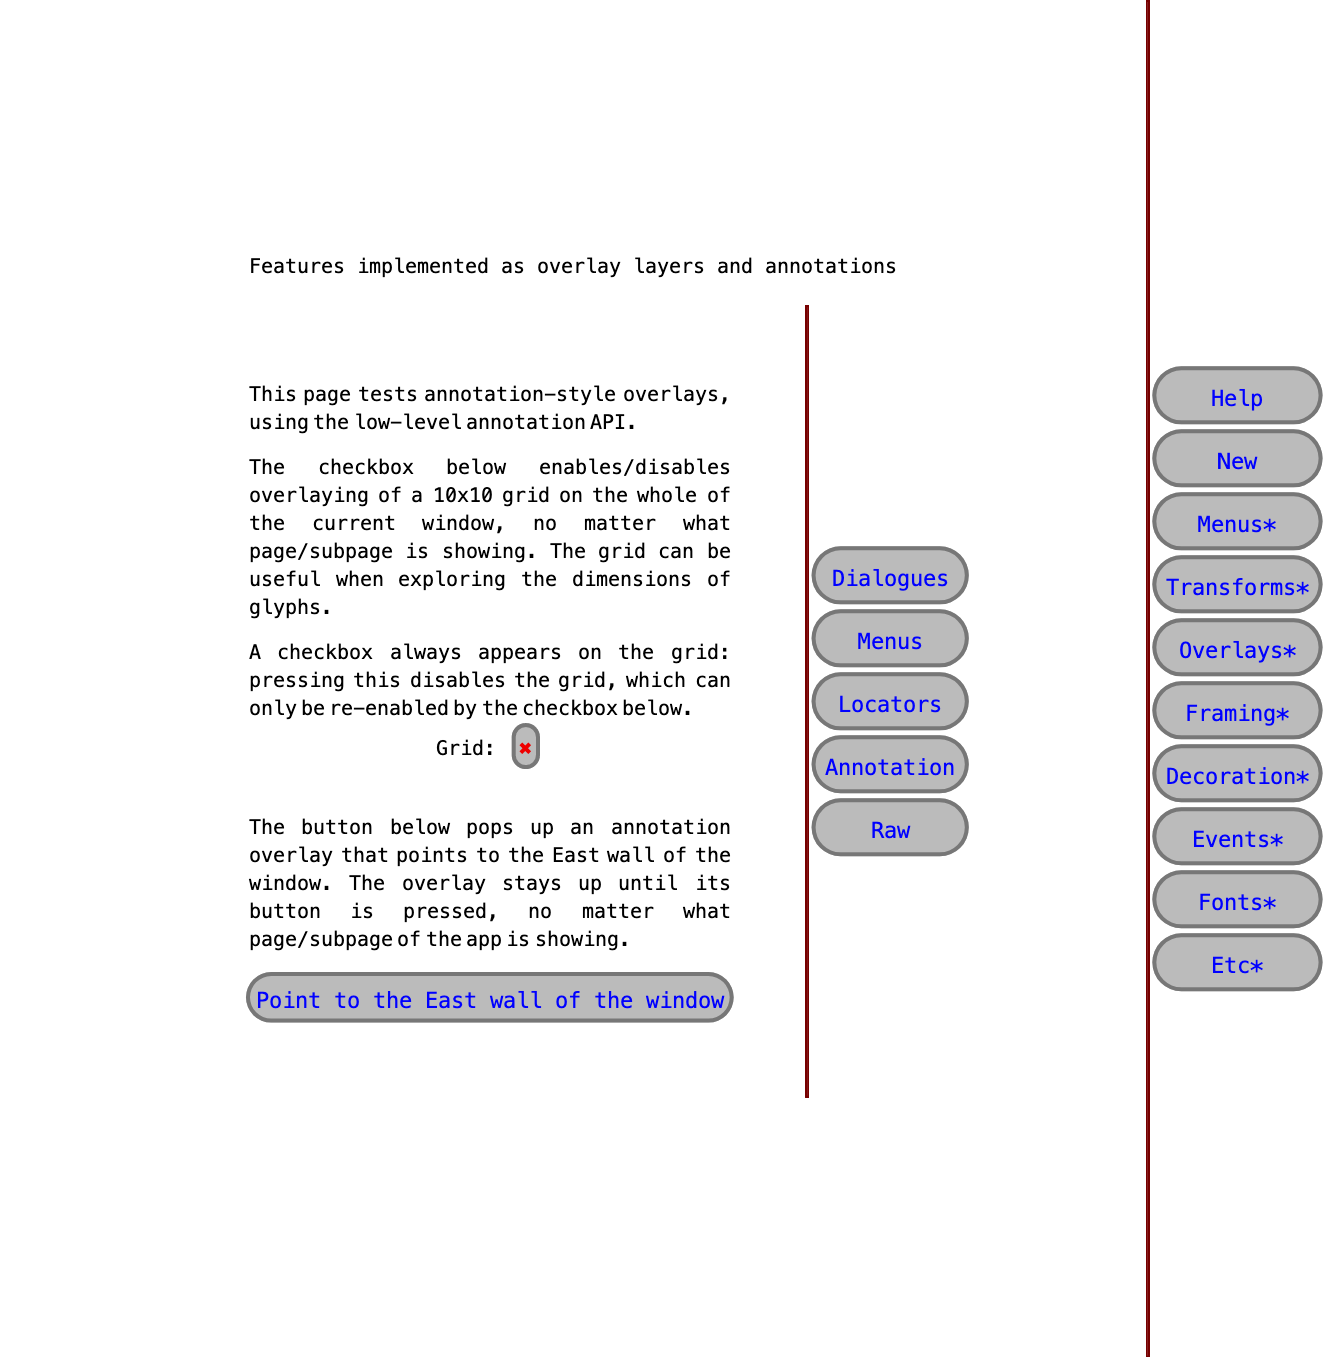 Features implemented as overlay layers and annotations
This page tests annotation-style overlays,
using the low-level annotation API.
The checkbox below enables/disables
overlaying of a 10x10 grid on the whole of
the current window, no matter what
page/subpage is showing. The grid can be
useful when exploring the dimensions of
glyphs.
A checkbox always appears on the grid:
pressing this disables the grid, which can
only be re-enabled by the checkbox below.
Grid: ✖
The button below pops up an annotation
overlay that points to the East wall of the
window. The overlay stays up until its
button is pressed, no matter what
page/subpage of the app is showing.
Point to the East wall of the window
Dialogues
Menus
Locators
Annotation
Raw
Help
New
Menus*
Transforms*
Overlays*
Framing*
Decoration*
Events*
Fonts*
Etc*